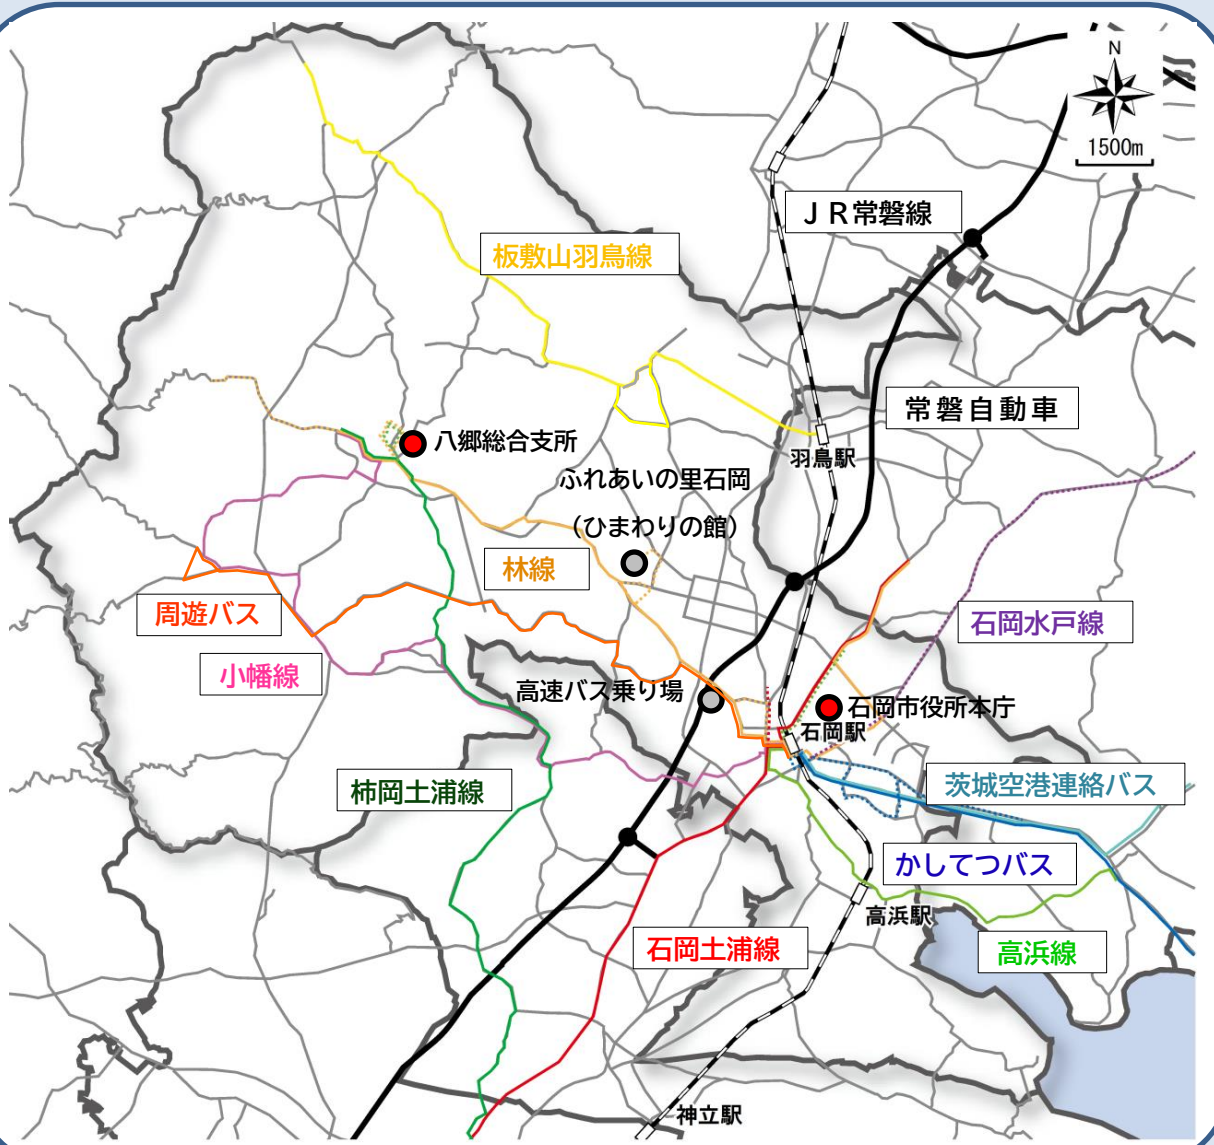 N
1500m
ＪＲ常磐線
板敷山羽鳥線
常磐自動車
八郷総合支所
羽鳥駅
ふれあいの里石岡
（ひまわりの館）
林線
周遊バス
石岡水戸線
小幡線
高速バス乗り場
石岡市役所本庁
石岡駅
柿岡土浦線
茨城空港連絡バス
かしてつバス
高浜駅
石岡土浦線
高浜線
神立駅